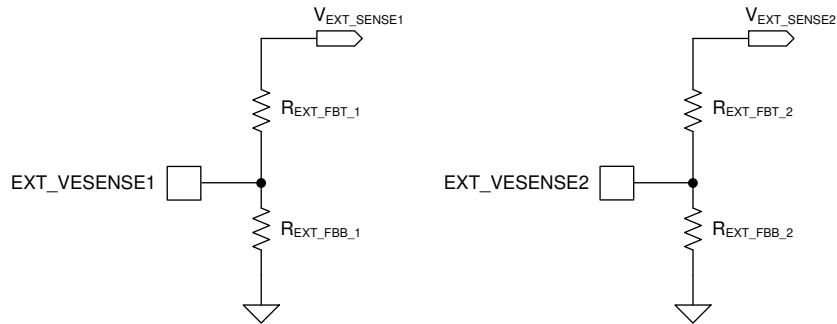 VEXT_SENSE1
VEXT_SENSE2
REXT_FBT_1
REXT_FBT_2
EXT_VESENSE1
EXT_VESENSE2
REXT_FBB_1
REXT_FBB_2